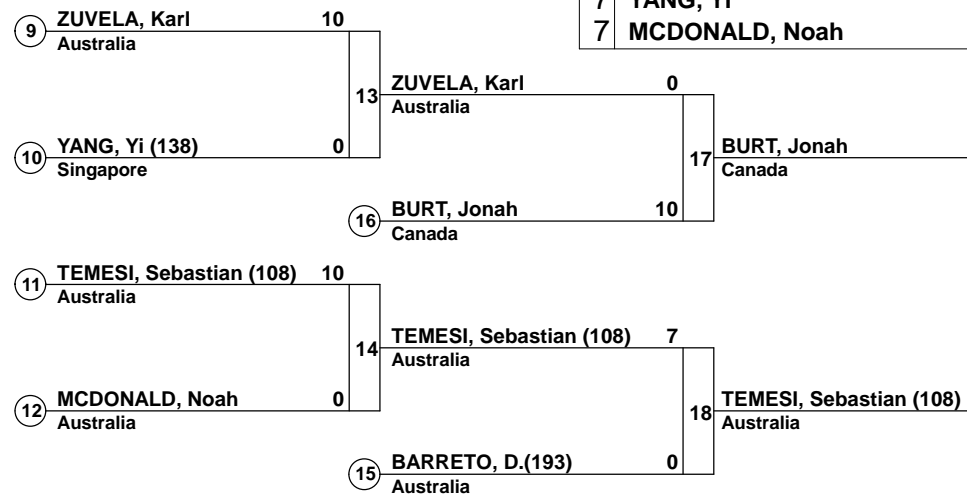 7 YANG, Yi
7 MCDONALD, Noah
9 ZUVELA, Karl 10
Australia
13 ZUVELA, Karl 0
Australia
10 YANG, Yi (138) 0
Singapore
17 BURT, Jonah
Canada
16 BURT, Jonah 10
Canada
11 TEMESI, Sebastian (108) 10
Australia
14 TEMESI, Sebastian (108) 7
Australia
12 MCDONALD, Noah 0
Australia
18 TEMESI, Sebastian (108)
Australia
15 BARRETO, D.(193) 0
Australia